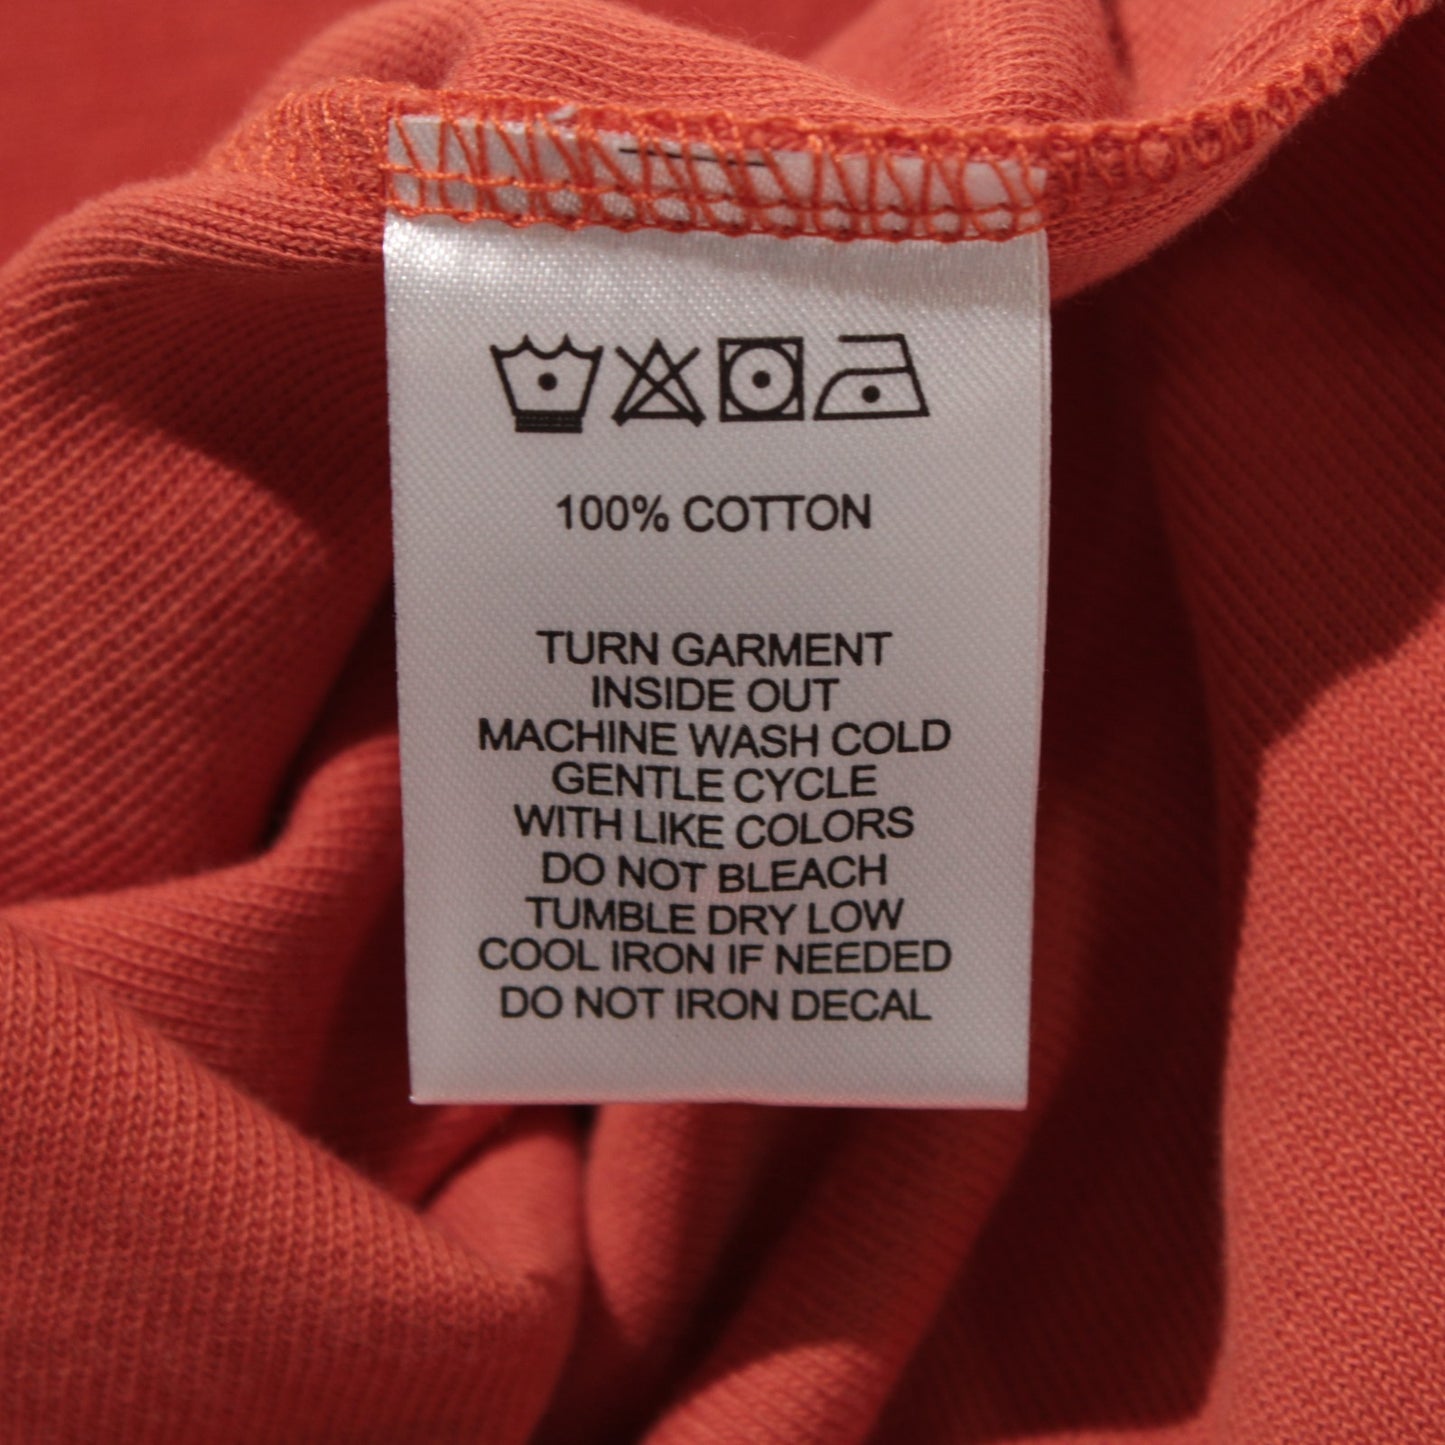 100% COTTON
TURN GARMENT
INSIDE OUT
MACHINE WASH COLD
GENTLE CYCLE
WITH LIKE COLORS
DO NOT BLEACH
TUMBLE DRY LOW
COOL IRON IF NEEDED
DO NOT IRON DECAL